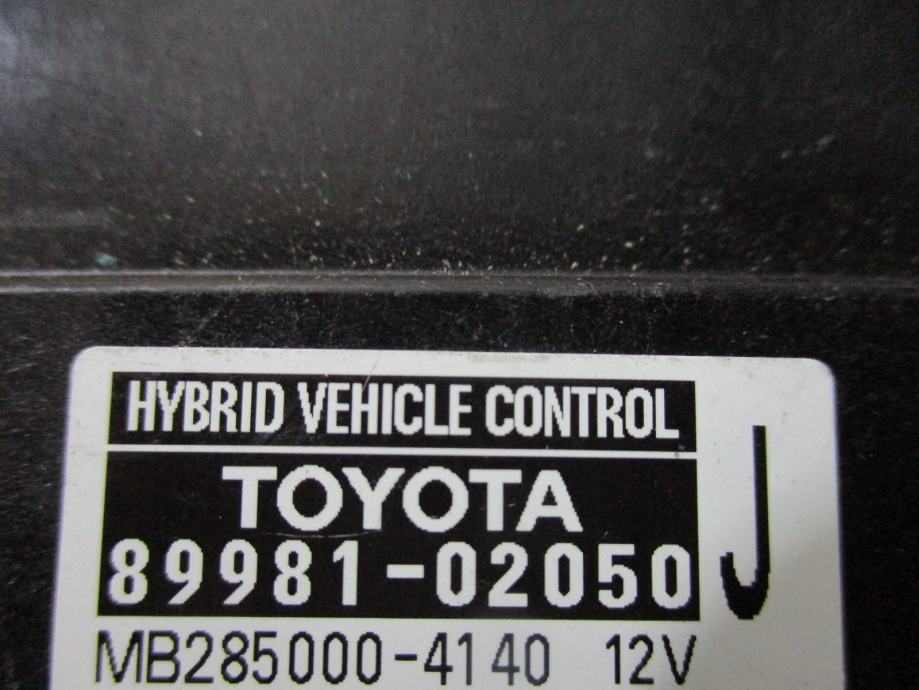 HYBRID VEHICLE CONTROL
TOYOTA
J
89981-02050
MB285000-4140 12V